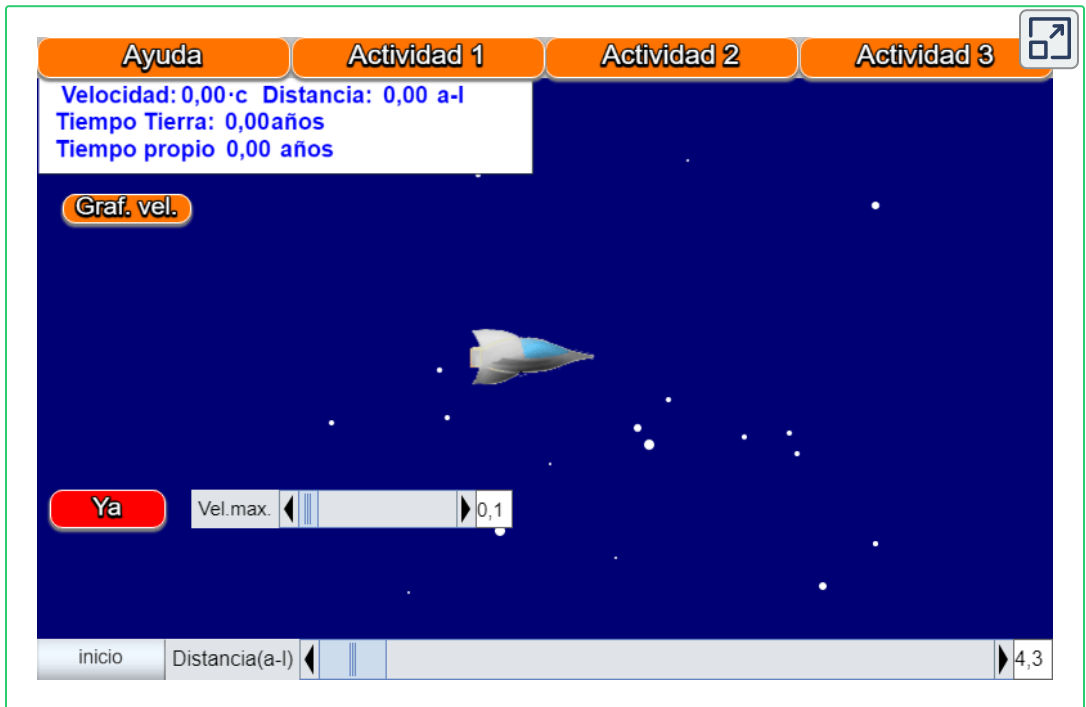 Ayuda Actividad 1 Actividad 2 Actividad 3
Velocidad: 0,00·c Distancia: 0,00 a-l
Tiempo Tierra: 0,00años
Tiempo propio 0,00 años
Graf. vel.
Ya Vel.max. 0,1
inicio Distancia(a-l) 4,3